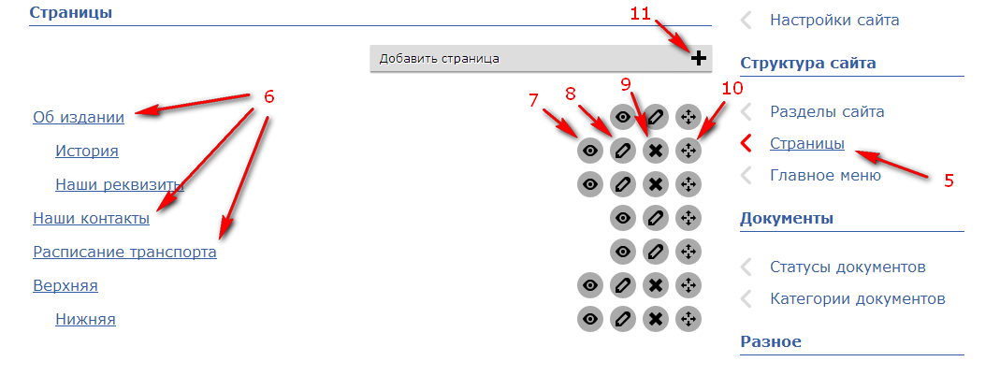 Страницы
11
Добавить страница
6
7
8
9
10
Об издании
История
Наши реквизиты
Наши контакты
Расписание транспорта
Верхняя
Нижняя
Настройки сайта
Структура сайта
Разделы сайта
Страницы
5
Главное меню
Документы
Статусы документов
Категории документов
Разное